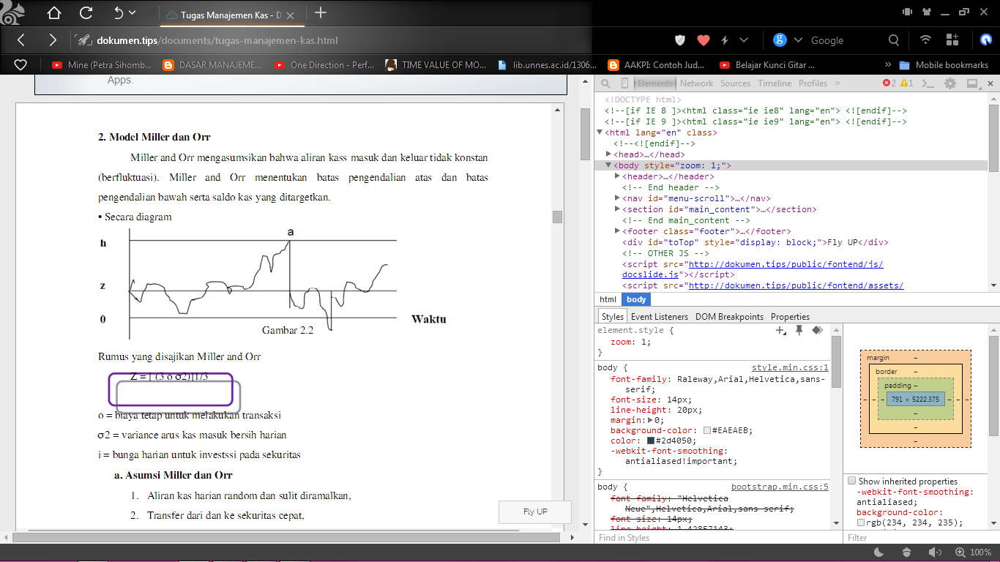 Tugas Manajemen Kas - D
dokumen.tips/documents/tugas-manajemen-kas.html
Google
Mine (Petra Sihomb...
DASAR MANAJEME...
One Direction - Perf...
TIME VALUE OF MO...
lib.unnes.ac.id/1306...
AAKPI: Contoh Jud...
Belajar Kunci Gitar ...
»
Mobile bookmarks
Apps.
2. Model Miller dan Orr
Miller and Orr mengasumsikan bahwa aliran kass masuk dan keluar tidak konstan
(berfluktuasi). Miller and Orr menentukan batas pengendalian atas dan batas
pengendalian bawah serta saldo kas yang ditargetkan.
• Secara diagram
a
h
z
0
Waktu
Gambar 2.2
Rumus yang disajikan Miller and Orr
Z = [ (3 o σ2)]1/3
o = biaya tetap untuk melakukan transaksi
σ2 = variance arus kas masuk bersih harian
i = bunga harian untuk investssi pada sekuritas
a. Asumsi Miller dan Orr
1. Aliran kas harian random dan sulit diramalkan,
2. Transfer dari dan ke sekuritas cepat,
Fly UP
Elements Network Sources Timeline Profiles » 2 1
<!DOCTYPE html>
<!--[if IE 8 ]><html class="ie ie8" lang="en"> <![endif]-->
<!--[if IE 9 ]><html class="ie ie9" lang="en"> <![endif]-->
<html lang="en" class>
<!--<![endif]-->
<head>…</head>
<body style="zoom: 1;">
<header>…</header>
<!-- End header -->
<nav id="menu-scroll">…</nav>
<section id="main_content">…</section>
<!-- End main_content -->
<footer class="footer">…</footer>
<div id="toTop" style="display: block;">Fly UP</div>
<!-- OTHER JS -->
<script src="http://dokumen.tips/public/fontend/js/
docslide.js"></script>
<script src="http://dokumen.tips/public/fontend/assets/
html body
Styles Event Listeners DOM Breakpoints Properties
element.style {
zoom: 1;
}
body { style.min.css:1
font-family: Raleway,Arial,Helvetica,sans-
serif;
font-size: 14px;
line-height: 20px;
margin: 0;
background-color: #EAEAEB;
color: #2d4050;
-webkit-font-smoothing:
antialiased!important;
}
body { bootstrap.min.css:5
font-family: "Helvetica
Neue",Helvetica,Arial,sans-serif;
font-size: 14px;
line-height: 1.42857143;
Find in Styles
margin –
border –
padding –
– – – 791 × 5222.375 – – –
–
–
–
Show inherited properties
-webkit-font-smoothing:
antialiased;
background-color:
rgb(234, 234, 235);
Filter
100%